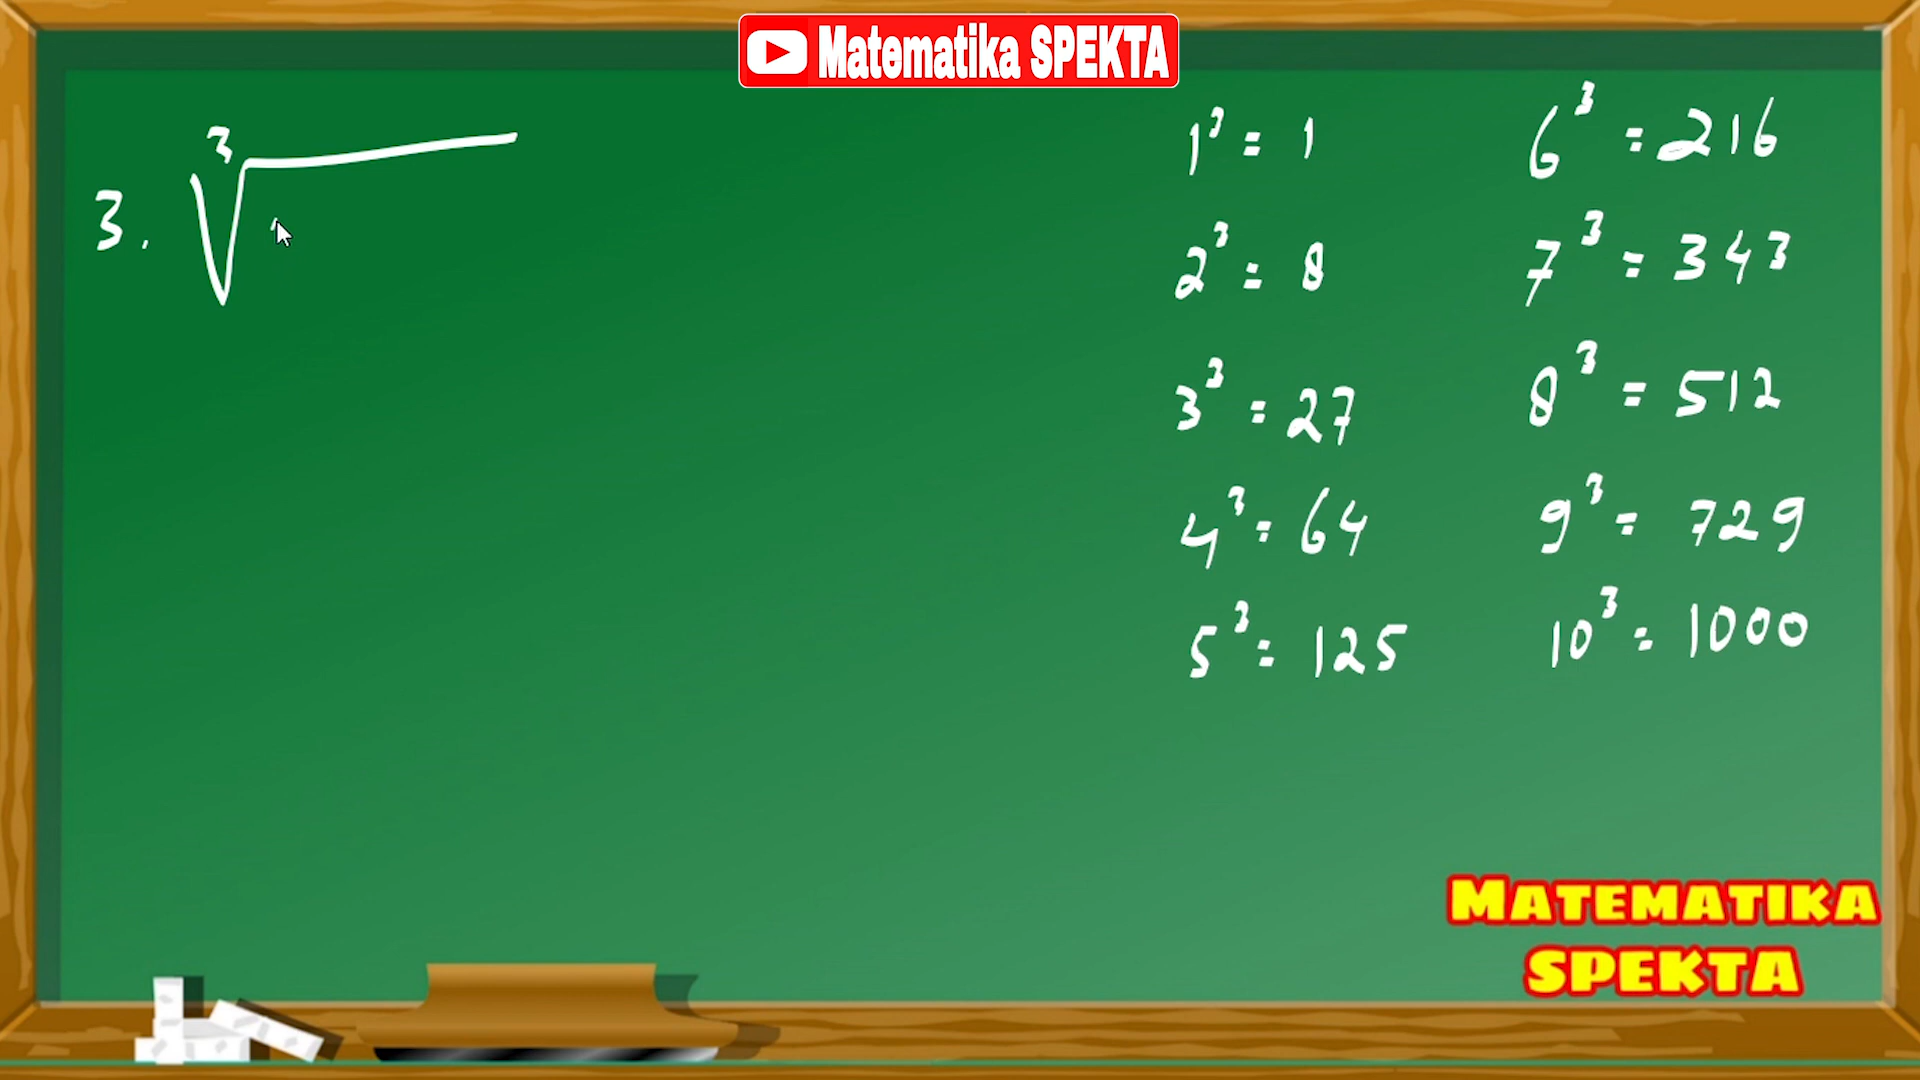 Matematika SPEKTA
3. ∛
1³ = 1
2³ = 8
3³ = 27
4³ = 64
5³ = 125
6³ = 216
7³ = 343
8³ = 512
9³ = 729
10³ = 1000
MATEMATIKA
SPEKTA